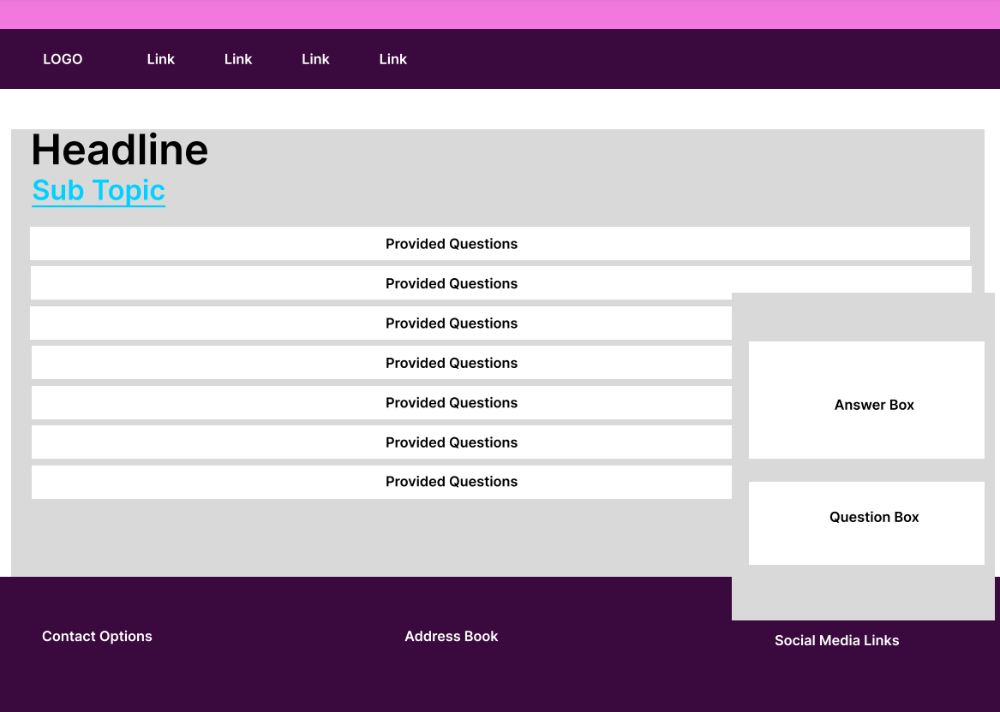 LOGO Link Link Link Link
Headline
Sub Topic
Provided Questions
Provided Questions
Provided Questions
Provided Questions
Provided Questions
Provided Questions
Provided Questions
Answer Box
Question Box
Contact Options
Address Book
Social Media Links